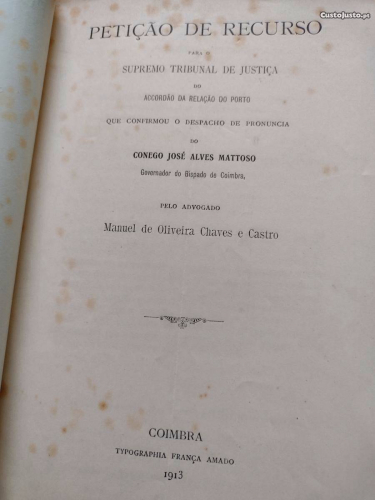 CustoJusto.pt
PETIÇÃO DE RECURSO
PARA O
SUPREMO TRIBUNAL DE JUSTIÇA
DO
ACCORDÃO DA RELAÇÃO DO PORTO
QUE CONFIRMOU O DESPACHO DE PRONUNCIA
DO
CONEGO JOSÉ ALVES MATTOSO
Governador do Bispado de Coimbra,
PELO ADVOGADO
Manuel de Oliveira Chaves e Castro
COIMBRA
TYPOGRAPHIA FRANÇA AMADO
1913